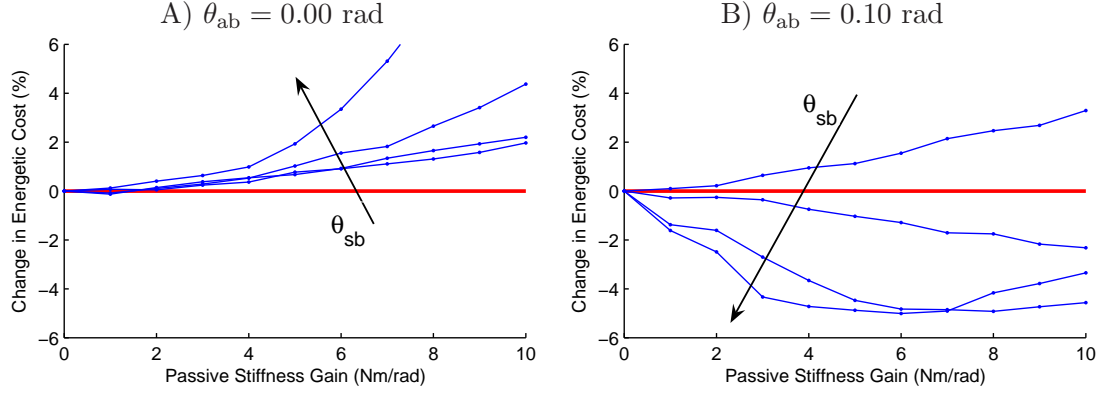 A) θab = 0.00 rad
6
4
2
0
−2
−4
−6
0 2 4 6 8 10
Change in Energetic Cost (%)
Passive Stiffness Gain (Nm/rad)
θsb
B) θab = 0.10 rad
6
4
2
0
−2
−4
−6
0 2 4 6 8 10
Change in Energetic Cost (%)
Passive Stiffness Gain (Nm/rad)
θsb